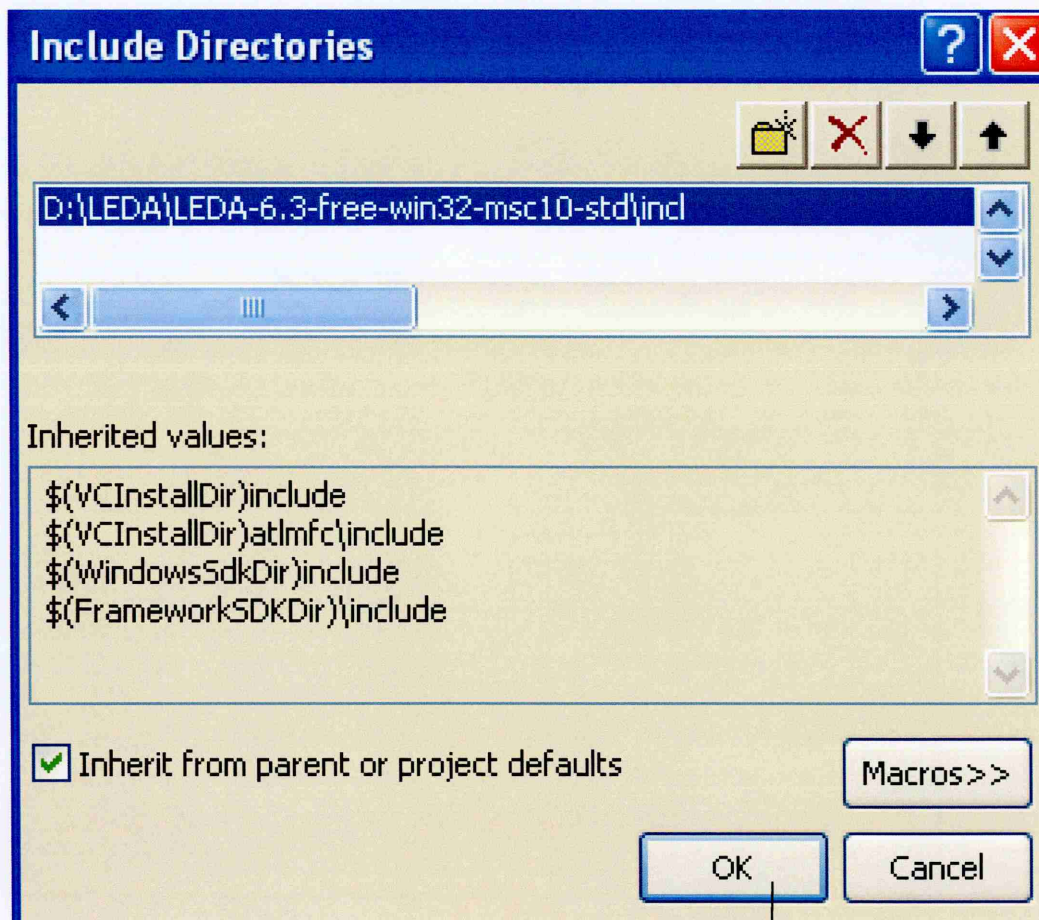 Include Directories
D:\LEDA\LEDA-6.3-free-win32-msc10-std\incl
Inherited values:
$(VCInstallDir)include
$(VCInstallDir)atlmfc\include
$(WindowsSdkDir)include
$(FrameworkSDKDir)\include
Inherit from parent or project defaults
Macros>>
OK
Cancel